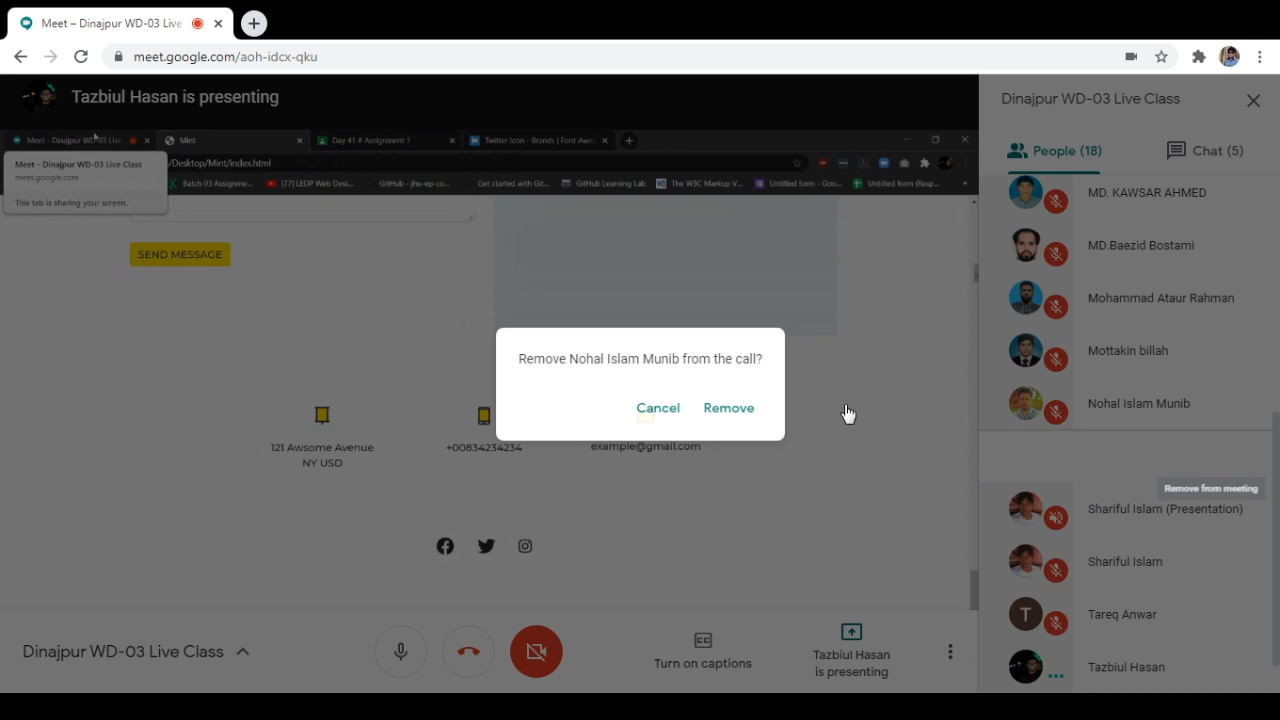 Meet – Dinajpur WD-03 Live
meet.google.com/aoh-idcx-qku
Tazbiul Hasan is presenting
Meet - Dinajpur WD-03 Live
Mint
Day 41 # Assignment 1
Twitter Icon - Brands | Font Awe
/Desktop/Mint/index.html
Meet - Dinajpur WD-03 Live Class
meet.google.com
This tab is sharing your screen.
Batch 03 Assignme...
(77) LEDP Web Desi...
GitHub - jhu-ep-co...
Get started with Git...
GitHub Learning Lab
The W3C Markup V...
Untitled form - Goo...
Untitled form (Resp...
»
SEND MESSAGE
Remove Nohal Islam Munib from the call?
Cancel
Remove
121 Awsome Avenue
NY USD
+00834234234
example@gmail.com
Dinajpur WD-03 Live Class
People (18)
Chat (5)
MD. KAWSAR AHMED
MD.Baezid Bostami
Mohammad Ataur Rahman
Mottakin billah
Nohal Islam Munib
Remove from meeting
Shariful Islam (Presentation)
Shariful Islam
T
Tareq Anwar
Tazbiul Hasan
Dinajpur WD-03 Live Class
CC
Turn on captions
Tazbiul Hasan
is presenting